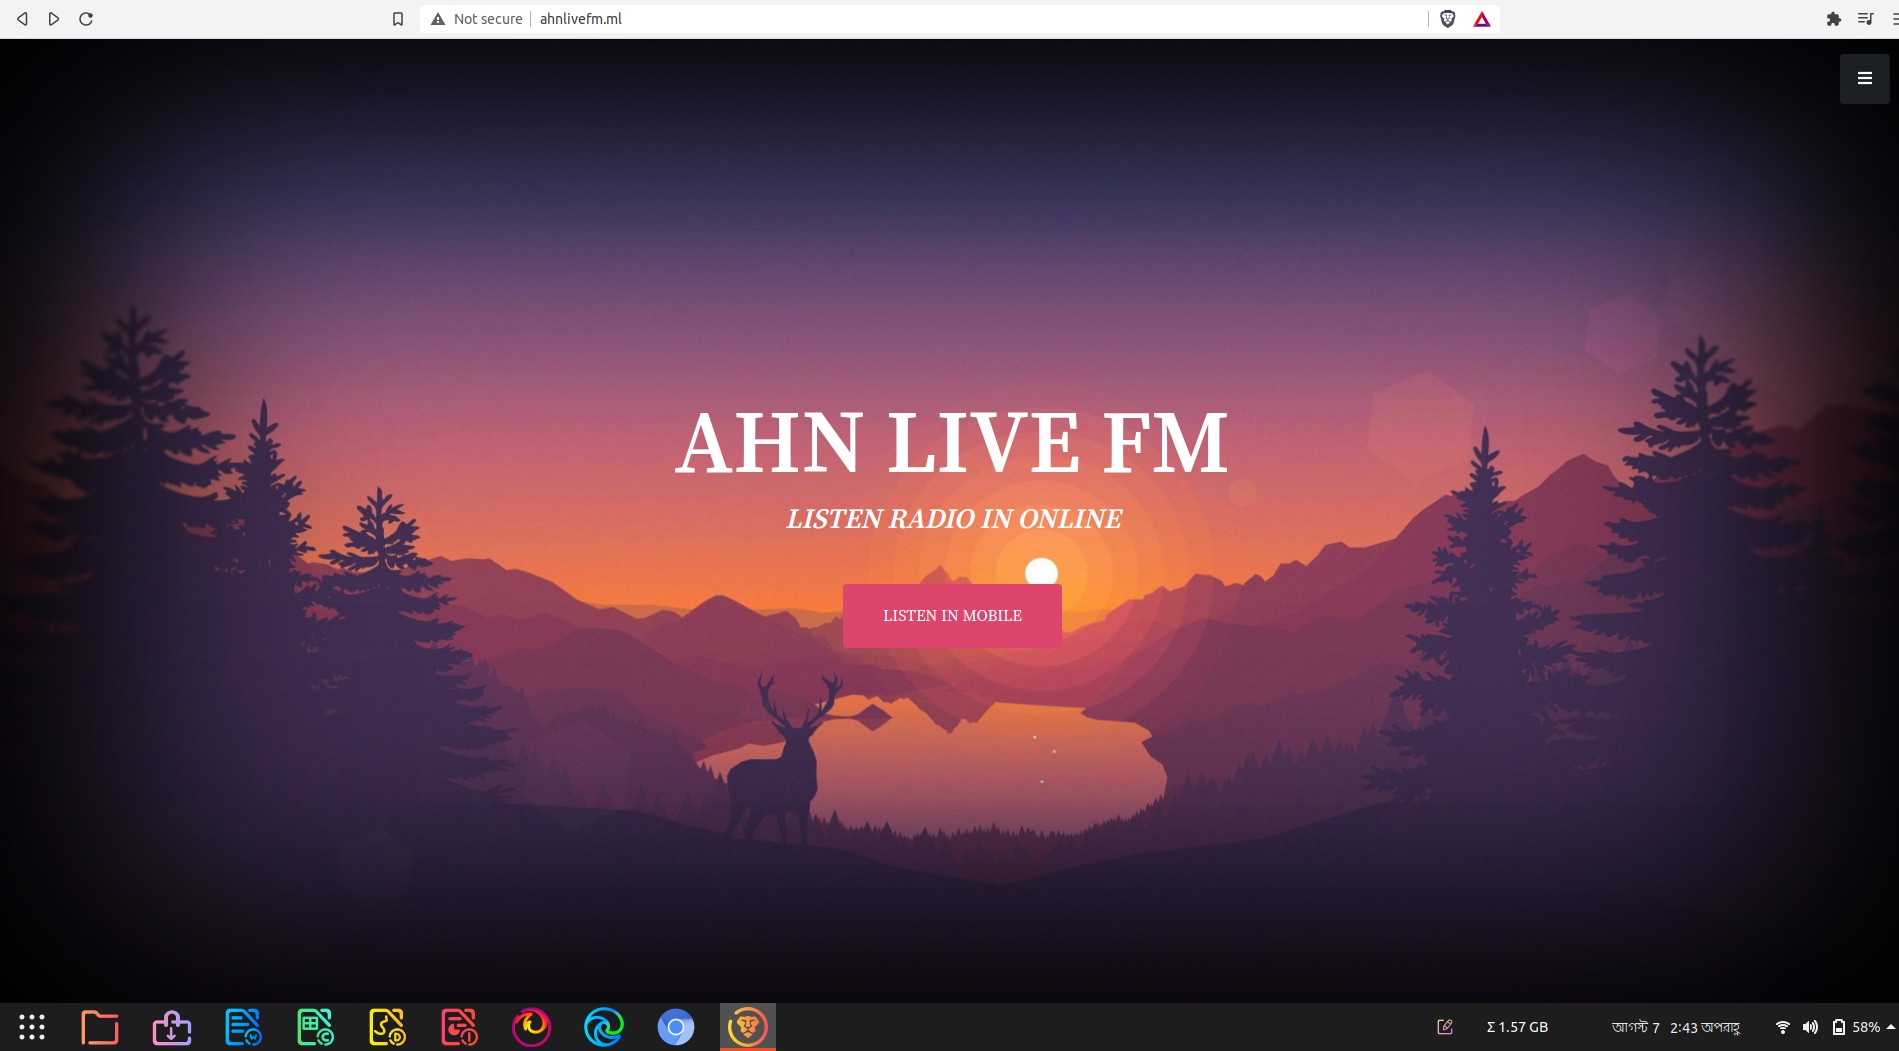 Not secure ahnlivefm.ml
AHN LIVE FM
LISTEN RADIO IN ONLINE
LISTEN IN MOBILE
Σ 1.57 GB আগস্ট 7 2:43 অপরাহ্ণ 58%